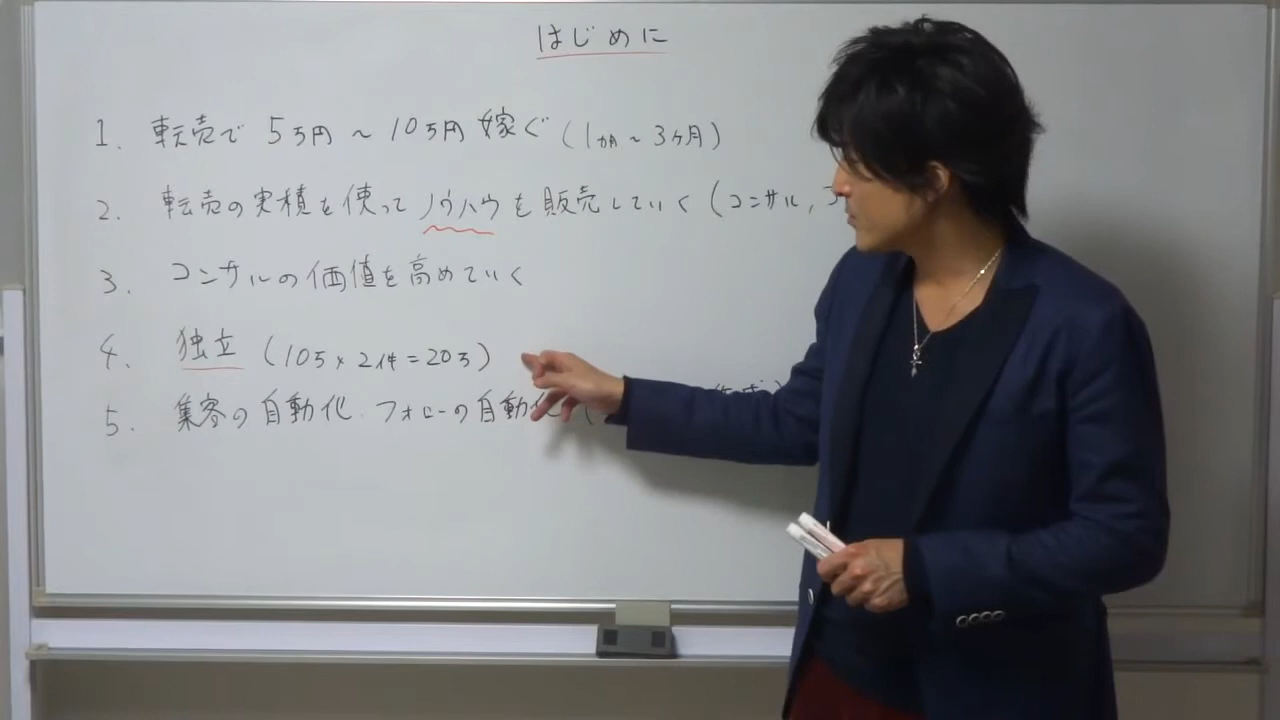 はじめに
1. 転売で 5万円 ~ 10万円 嫁ぐ (1ヵ月 ~ 3ヶ月)
2. 転売の実積を使ってノウハウを販売していく (コンサル,
3. コンサルの価値を高めていく
4. 独立 (10万 × 2件 = 20万)
5. 集客の自動化. フォローの自動化 (